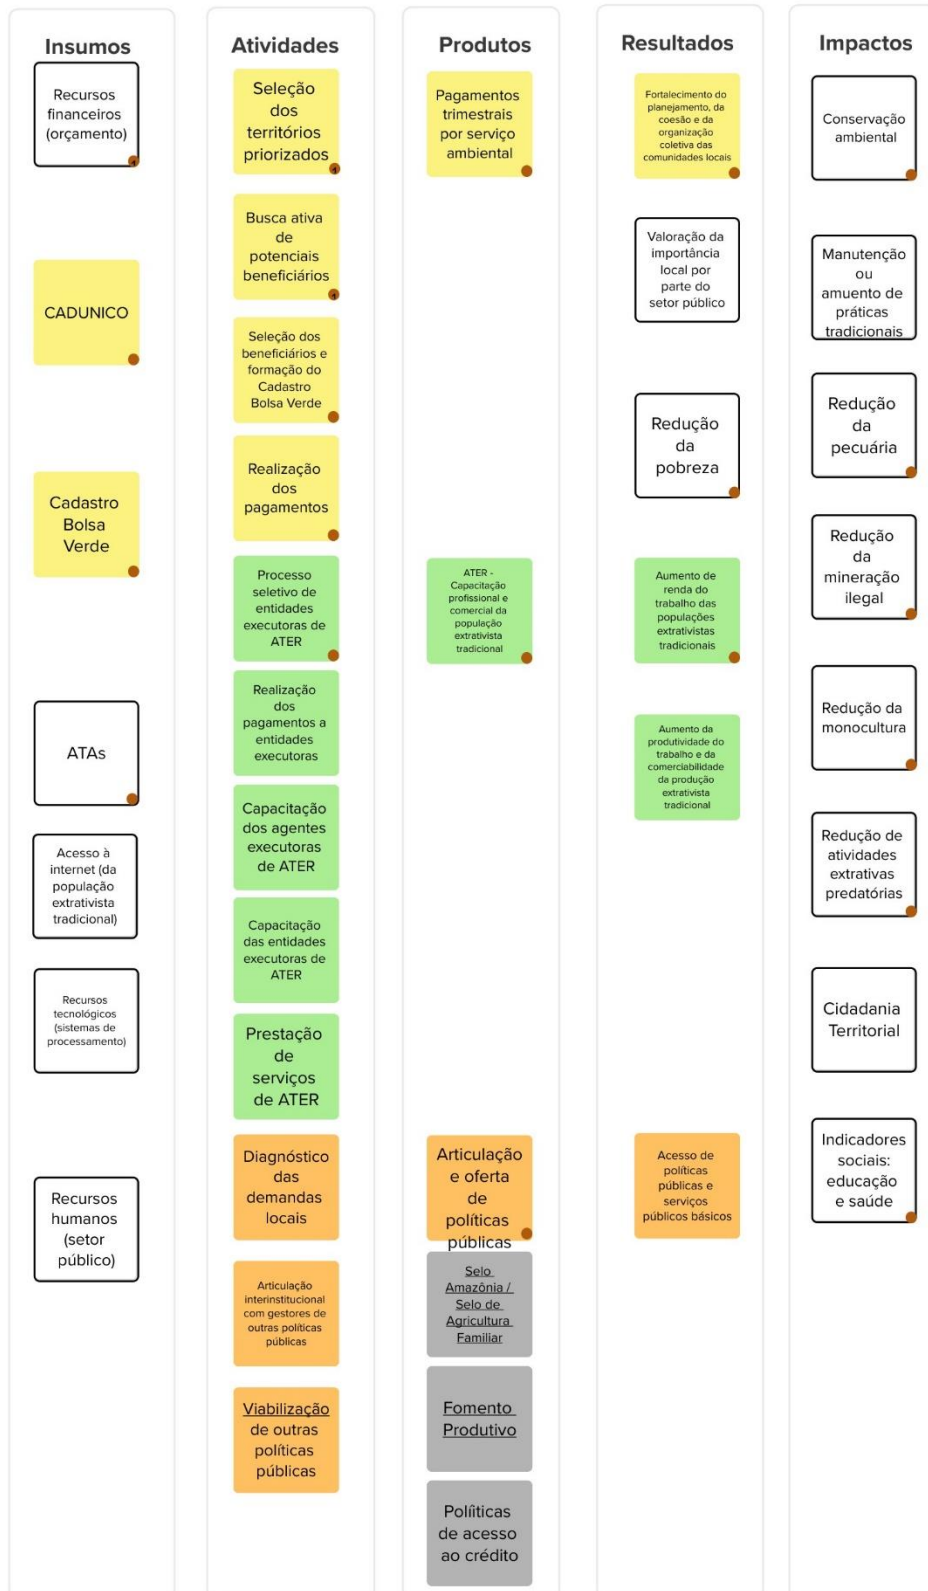 Insumos
Recursos
financeiros
(orçamento)
CADUNICO
Cadastro
Bolsa
Verde
ATAs
Acesso à
internet (da
população
extrativista
tradicional)
Recursos
tecnológicos
(sistemas de
processamento)
Recursos
humanos
(setor
público)
Atividades
Seleção
dos
territórios
priorizados
Busca ativa
de
potenciais
beneficiários
Seleção dos
beneficiários e
formação do
Cadastro
Bolsa Verde
Realização
dos
pagamentos
Processo
seletivo de
entidades
executoras de
ATER
Realização
dos
pagamentos a
entidades
executoras
Capacitação
dos agentes
executoras
de ATER
Capacitação
das entidades
executoras de
ATER
Prestação
de
serviços
de ATER
Diagnóstico
das
demandas
locais
Articulação
interinstitucional
com gestores de
outras políticas
públicas
Viabilização
de outras
políticas
públicas
Produtos
Pagamentos
trimestrais
por serviço
ambiental
ATER -
Capacitação
profissional e
comercial da
população
extrativista
tradicional
Articulação
e oferta
de
políticas
públicas
Selo
Amazônia /
Selo de
Agricultura
Familiar
Fomento
Produtivo
Políiticas
de acesso
ao crédito
Resultados
Fortalecimento do
planejamento, da
coesão e da
organização
coletiva das
comunidades locais
Valoração da
importância
local por
parte do
setor público
Redução
da
pobreza
Aumento de
renda do
trabalho das
populações
extrativistas
tradicionais
Aumento da
produtividade do
trabalho e da
comerciabilidade
da produção
extrativista
tradicional
Acesso de
políticas
públicas e
serviços
públicos básicos
Impactos
Conservação
ambiental
Manutenção
ou
amuento de
práticas
tradicionais
Redução
da
pecuária
Redução
da
mineração
ilegal
Redução da
monocultura
Redução de
atividades
extrativas
predatórias
Cidadania
Territorial
Indicadores
sociais:
educação
e saúde